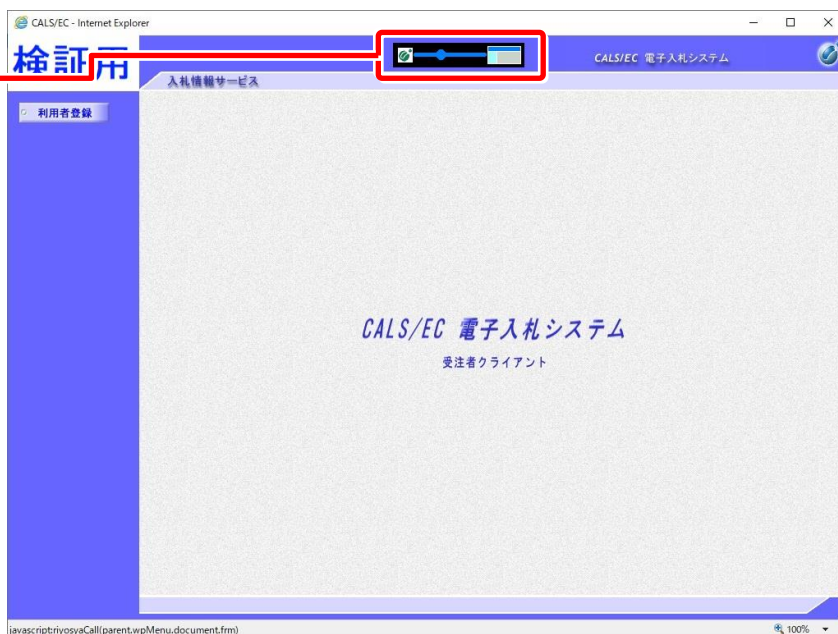 CALS/EC - Internet Explorer
検証用
CALS/EC 電子入札システム
入札情報サービス
利用者登録
CALS/EC 電子入札システム
受注者クライアント
javascript:riyosyaCall(parent.wpMenu.document.frm)
100%